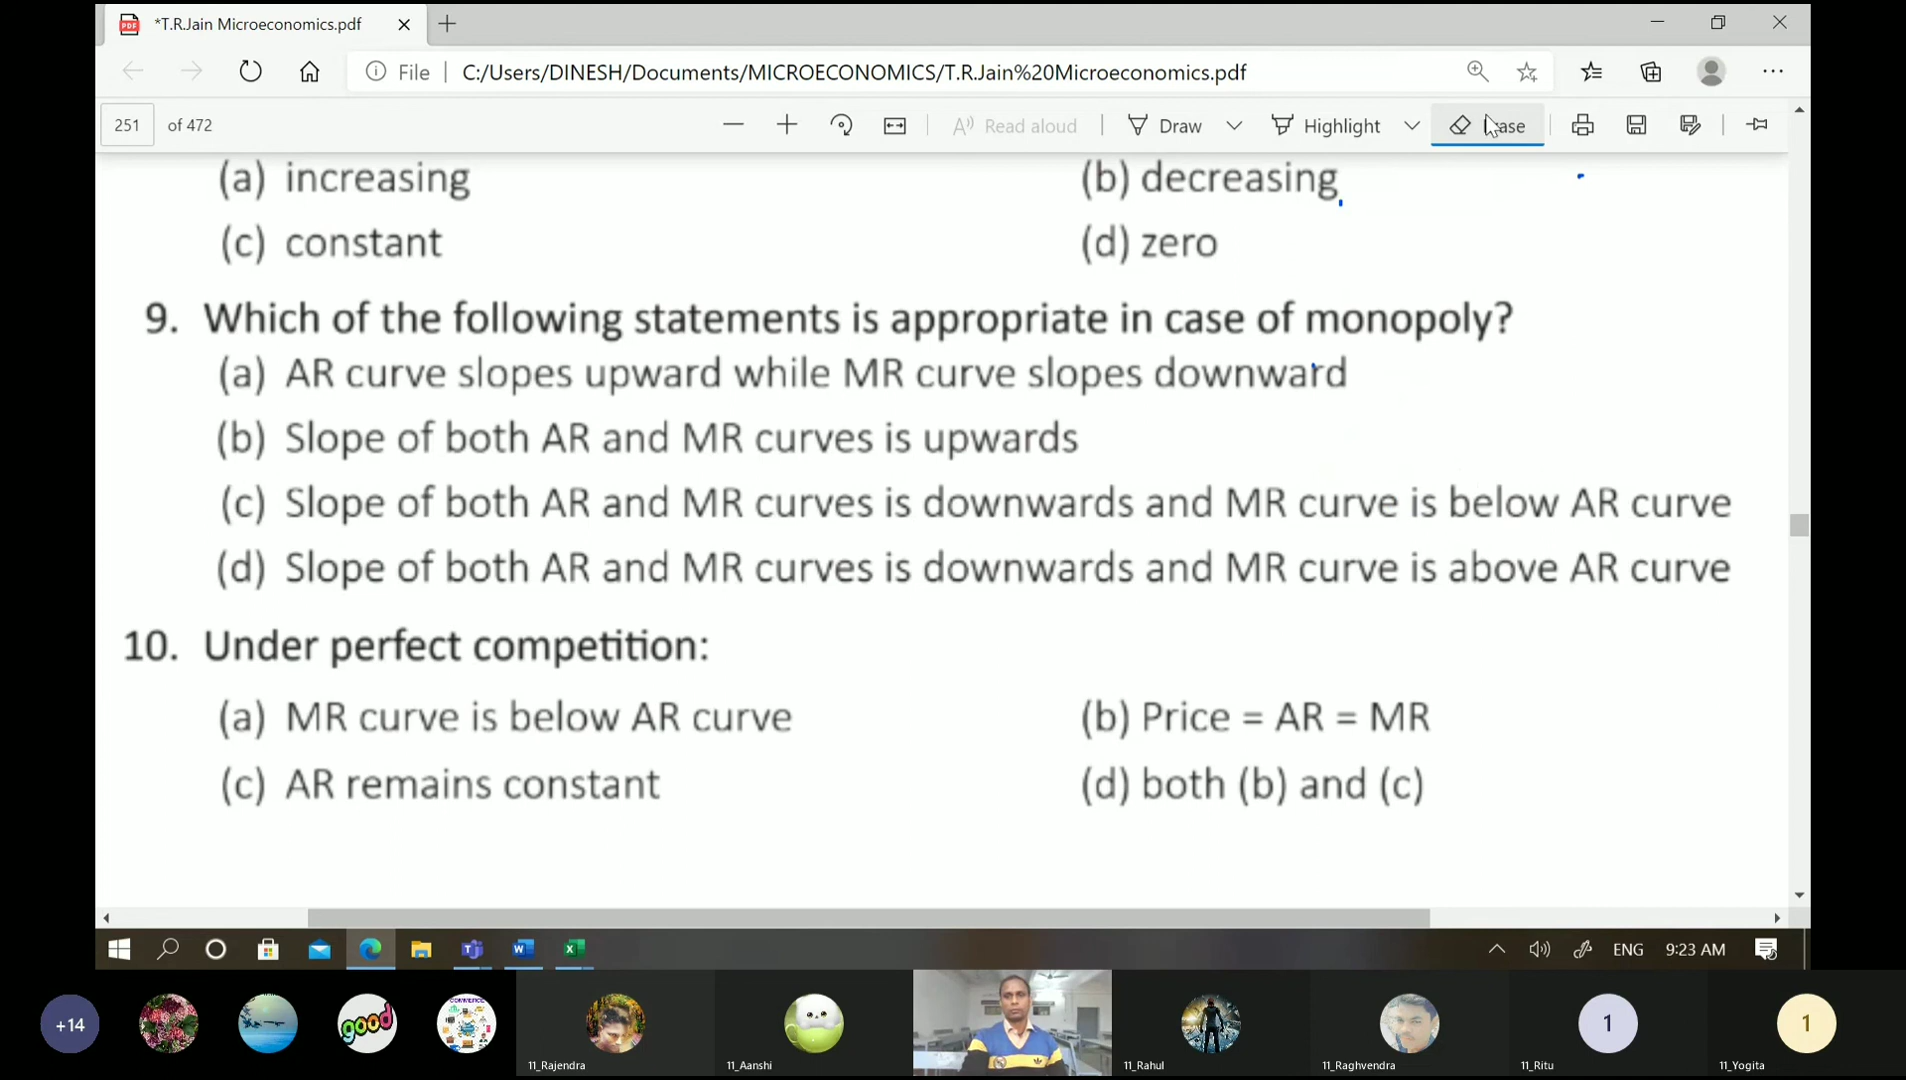 *T.R.Jain Microeconomics.pdf
File
C:/Users/DINESH/Documents/MICROECONOMICS/T.R.Jain%20Microeconomics.pdf
251 of 472
Read aloud
Draw
Highlight
(a) increasing
(b) decreasing
(c) constant
(d) zero
9. Which of the following statements is appropriate in case of monopoly?
(a) AR curve slopes upward while MR curve slopes downward
(b) Slope of both AR and MR curves is upwards
(c) Slope of both AR and MR curves is downwards and MR curve is below AR curve
(d) Slope of both AR and MR curves is downwards and MR curve is above AR curve
10. Under perfect competition:
(a) MR curve is below AR curve
(b) Price = AR = MR
(c) AR remains constant
(d) both (b) and (c)
ENG 9:23 AM
+14
good
COMMERCE
1
1
11_Rajendra
11_Aanshi
11_Rahul
11_Raghvendra
11_Ritu
11_Yogita